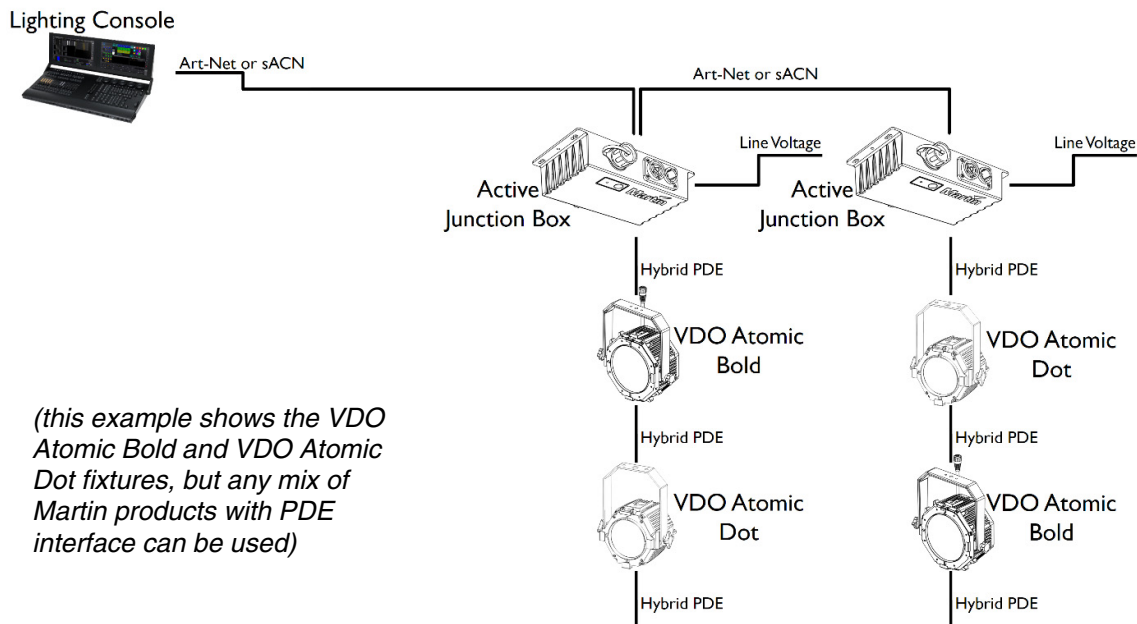 Lighting Console
Art-Net or sACN
Art-Net or sACN
Line Voltage
Line Voltage
Martin
Martin
Active
Junction Box
Active
Junction Box
Hybrid PDE
Hybrid PDE
VDO Atomic
Bold
VDO Atomic
Dot
(this example shows the VDO
Atomic Bold and VDO Atomic
Dot fixtures, but any mix of
Martin products with PDE
interface can be used)
Hybrid PDE
Hybrid PDE
VDO Atomic
Dot
VDO Atomic
Bold
Hybrid PDE
Hybrid PDE